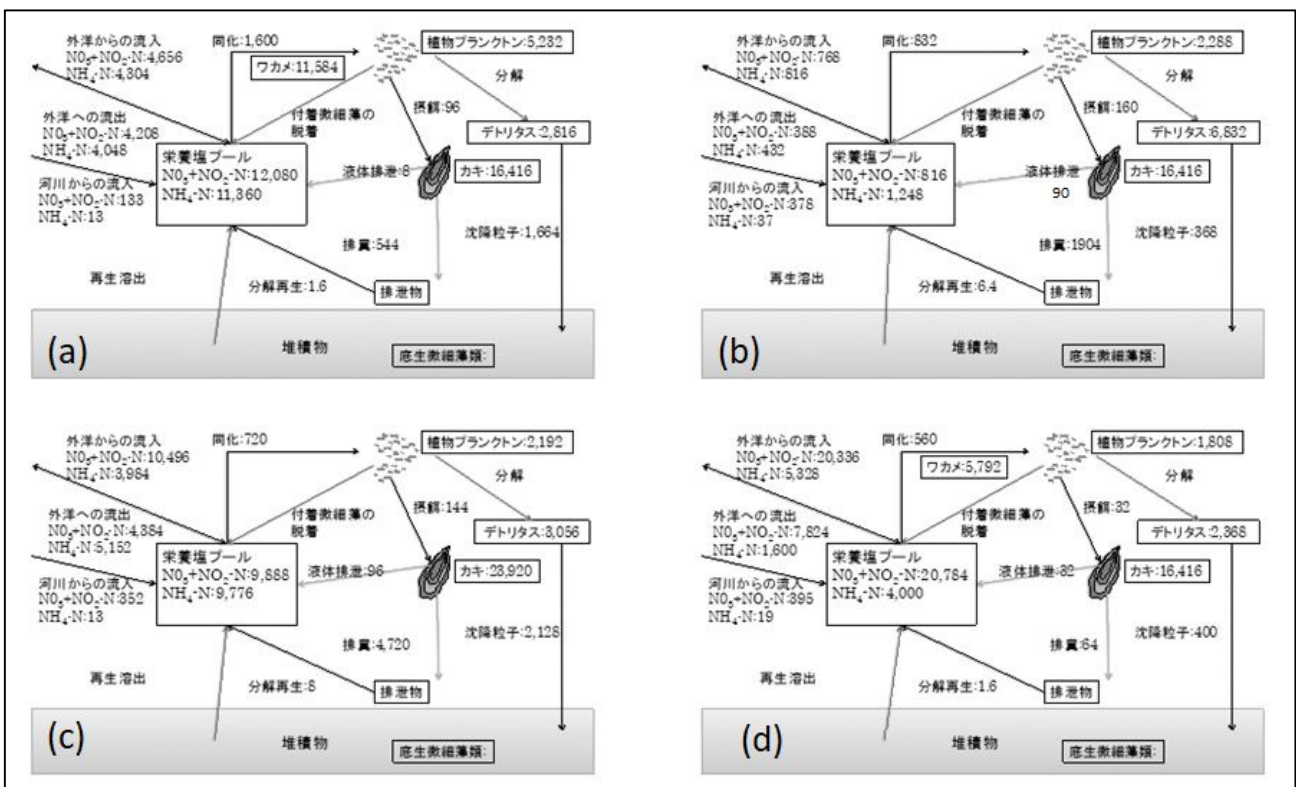 外洋からの流入
N0₃+NO₂-N:4,656
NH₄-N:4,304
同化:1,600
ワカメ:11,584
植物プランクトン:5,232
分解
外洋への流出
N0₃+NO₂-N:4,208
NH₄-N:4,048
付着微細藻の
脱着
摂餌:96
デトリタス:2,816
栄養塩プール
N0₃+NO₂-N:12,080
NH₄-N:11,360
液体排泄:8
カキ:16,416
河川からの流入
N0₃+NO₂-N:133
NH₄-N:13
排糞:544
沈降粒子:1,664
再生溶出
分解再生:1.6
排泄物
(a)
堆積物
底生微細藻類:
外洋からの流入
N0₃+NO₂-N:768
NH₄-N:816
同化:832
植物プランクトン:2,288
分解
外洋への流出
N0₃+NO₂-N:388
NH₄-N:432
付着微細藻の
脱着
摂餌:160
デトリタス:6,832
栄養塩プール
N0₃+NO₂-N:816
NH₄-N:1,248
液体排泄
90
カキ:16,416
河川からの流入
N0₃+NO₂-N:378
NH₄-N:37
排糞:1904
沈降粒子:368
再生溶出
分解再生:6.4
排泄物
(b)
堆積物
底生微細藻類:
外洋からの流入
N0₃+NO₂-N:10,496
NH₄-N:3,984
同化:720
植物プランクトン:2,192
分解
外洋への流出
N0₃+NO₂-N:4,384
NH₄-N:5,152
付着微細藻の
脱着
摂餌:144
デトリタス:3,056
栄養塩プール
N0₃+NO₂-N:9,888
NH₄-N:9,776
液体排泄:96
カキ:23,920
河川からの流入
N0₃+NO₂-N:352
NH₄-N:13
排糞:4,720
沈降粒子:2,128
再生溶出
分解再生:8
排泄物
(c)
堆積物
底生微細藻類:
外洋からの流入
N0₃+NO₂-N:20,336
NH₄-N:5,328
同化:560
ワカメ:5,792
植物プランクトン:1,808
分解
外洋への流出
N0₃+NO₂-N:7,824
NH₄-N:1,600
付着微細藻の
脱着
摂餌:32
デトリタス:2,368
栄養塩プール
N0₃+NO₂-N:20,784
NH₄-N:4,000
液体排泄:32
カキ:16,416
河川からの流入
N0₃+NO₂-N:395
NH₄-N:19
排糞:64
沈降粒子:400
再生溶出
分解再生:1.6
排泄物
(d)
堆積物
底生微細藻類: